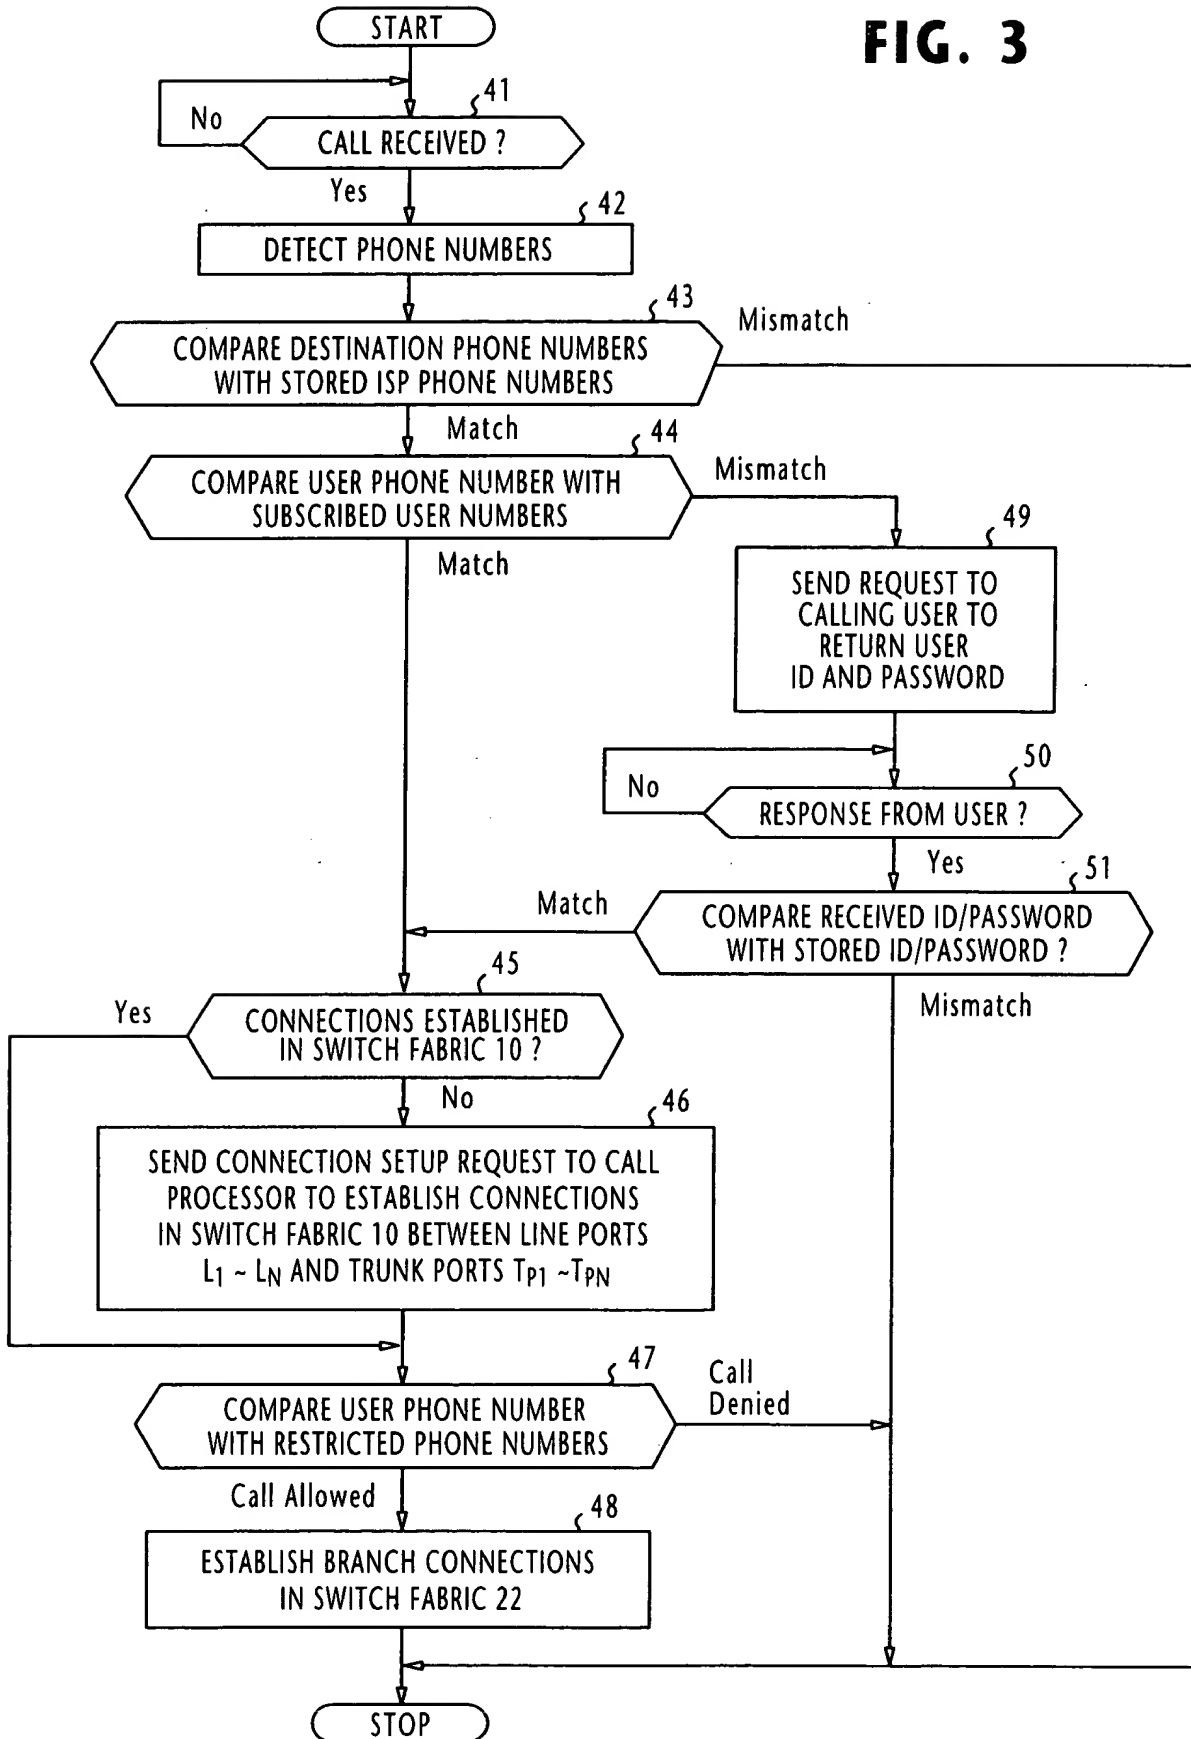 START
FIG. 3
41
No
CALL RECEIVED ?
Yes
42
DETECT PHONE NUMBERS
43
Mismatch
COMPARE DESTINATION PHONE NUMBERS
WITH STORED ISP PHONE NUMBERS
Match
44
COMPARE USER PHONE NUMBER WITH
SUBSCRIBED USER NUMBERS
Mismatch
Match
49
SEND REQUEST TO
CALLING USER TO
RETURN USER
ID AND PASSWORD
50
No
RESPONSE FROM USER ?
Yes
51
Match
COMPARE RECEIVED ID/PASSWORD
WITH STORED ID/PASSWORD ?
Mismatch
45
Yes
CONNECTIONS ESTABLISHED
IN SWITCH FABRIC 10 ?
No
46
SEND CONNECTION SETUP REQUEST TO CALL
PROCESSOR TO ESTABLISH CONNECTIONS
IN SWITCH FABRIC 10 BETWEEN LINE PORTS
L1 ~ LN AND TRUNK PORTS TP1 ~TPN
47
Call
Denied
COMPARE USER PHONE NUMBER
WITH RESTRICTED PHONE NUMBERS
Call Allowed
48
ESTABLISH BRANCH CONNECTIONS
IN SWITCH FABRIC 22
STOP